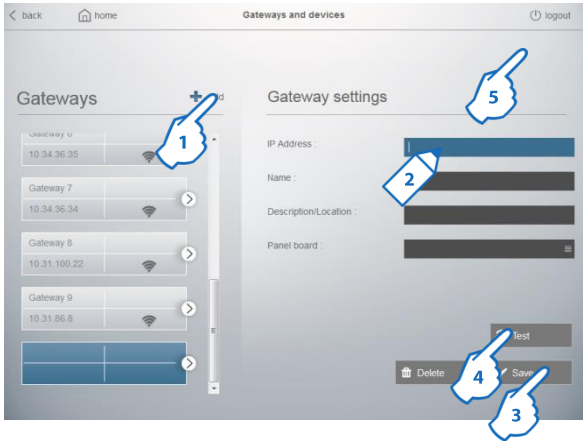 back home Gateways and devices logout
Gateways
Gateway settings
5
1
10.34.36.35
IP Address :
2
Gateway 7
Name :
10.34.36.34
Description/Location :
Gateway 8
Panel board :
10.31.100.22
Gateway 9
10.31.86.8
Test
Delete
4
Save
3